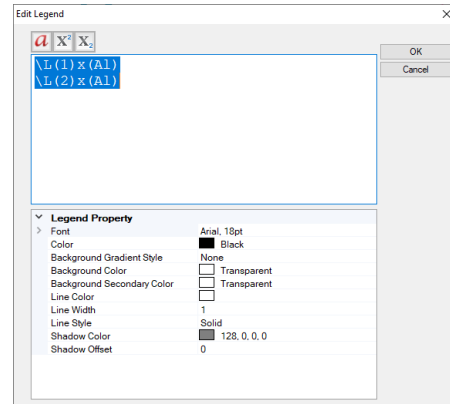 Edit Legend
a X² X₂
OK
Cancel
\L(1)x(Al)
\L(2)x(Al)
Legend Property
Font Arial, 18pt
Color Black
Background Gradient Style None
Background Color Transparent
Background Secondary Color Transparent
Line Color
Line Width 1
Line Style Solid
Shadow Color 128, 0, 0, 0
Shadow Offset 0